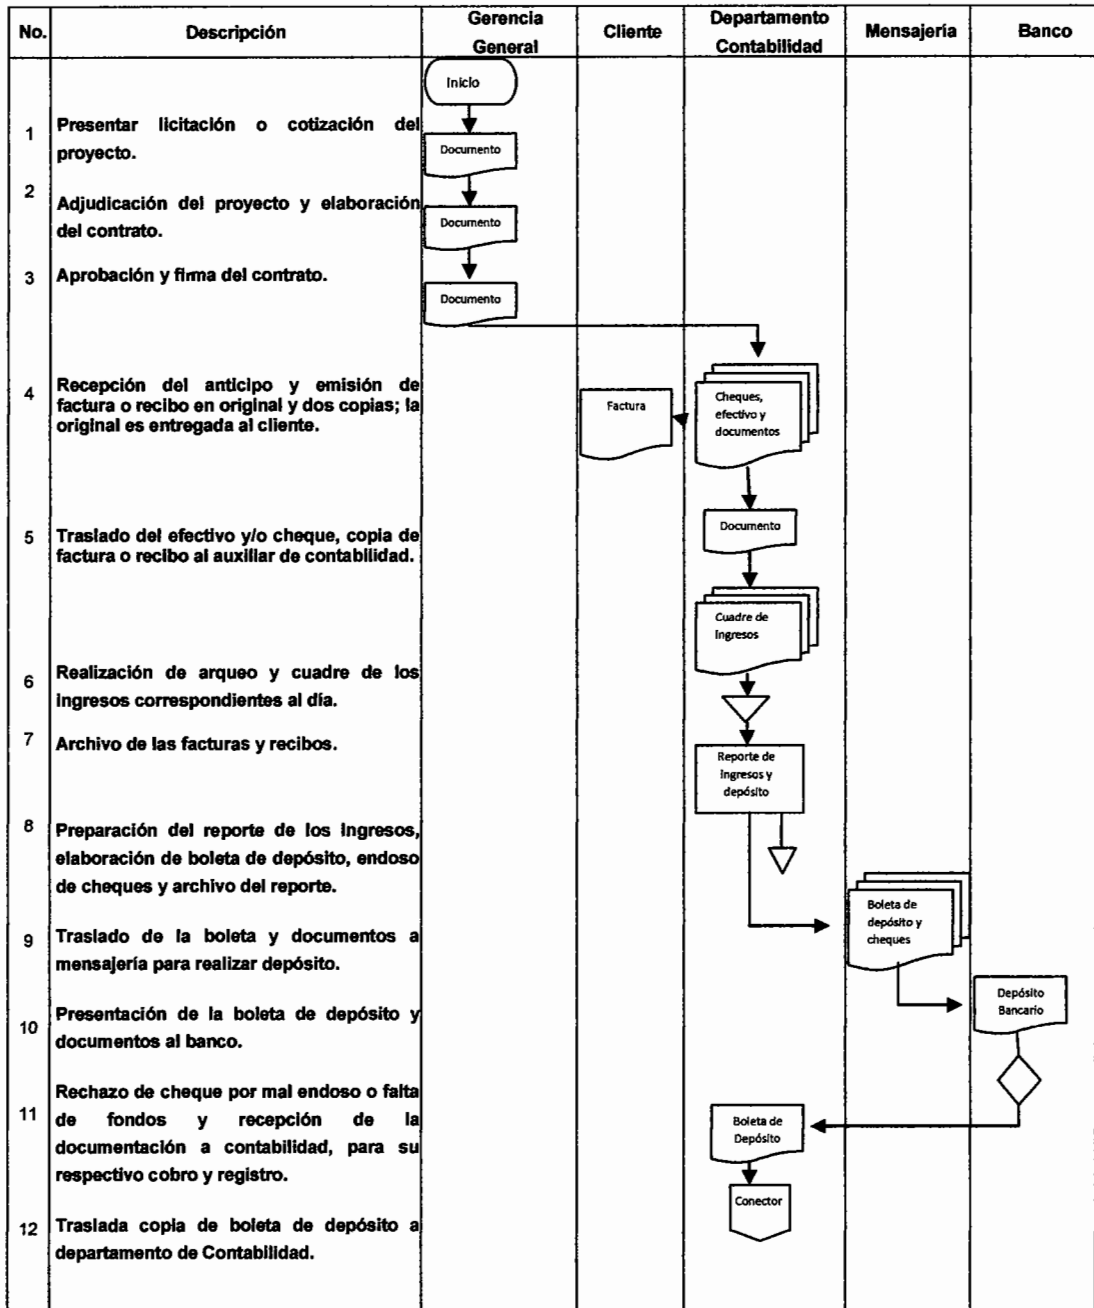 No.
Descripción
Gerencia
General
Cliente
Departamento
Contabilidad
Mensajería
Banco
Inicio
1
Presentar licitación o cotización del
proyecto.
Documento
2
Adjudicación del proyecto y elaboración
del contrato.
Documento
3
Aprobación y firma del contrato.
Documento
4
Recepción del anticipo y emisión de
factura o recibo en original y dos copias; la
original es entregada al cliente.
Factura
Cheques,
efectivo y
documentos
5
Traslado del efectivo y/o cheque, copia de
factura o recibo al auxiliar de contabilidad.
Documento
Cuadre de
Ingresos
6
Realización de arqueo y cuadre de los
ingresos correspondientes al día.
7
Archivo de las facturas y recibos.
Reporte de
Ingresos y
depósito
8
Preparación del reporte de los ingresos,
elaboración de boleta de depósito, endoso
de cheques y archivo del reporte.
Boleta de
depósito y
cheques
9
Traslado de la boleta y documentos a
mensajería para realizar depósito.
Depósito
Bancario
10
Presentación de la boleta de depósito y
documentos al banco.
11
Rechazo de cheque por mal endoso o falta
de fondos y recepción de la
documentación a contabilidad, para su
respectivo cobro y registro.
Boleta de
Depósito
Conector
12
Traslada copia de boleta de depósito a
departamento de Contabilidad.